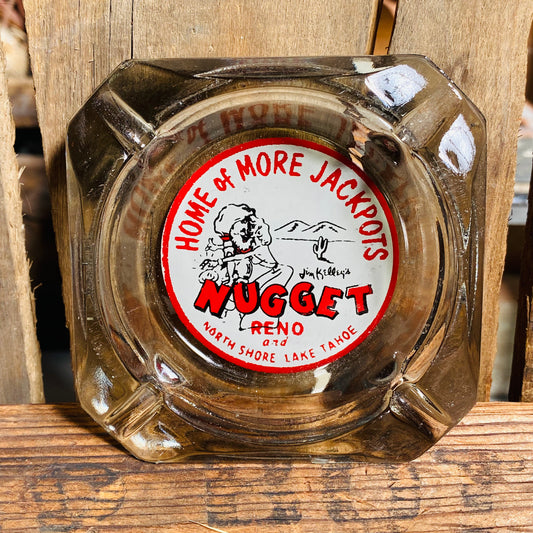 HOME of MORE JACKPOTS
Jim Kelley's
NUGGET
RENO
and
NORTH SHORE LAKE TAHOE